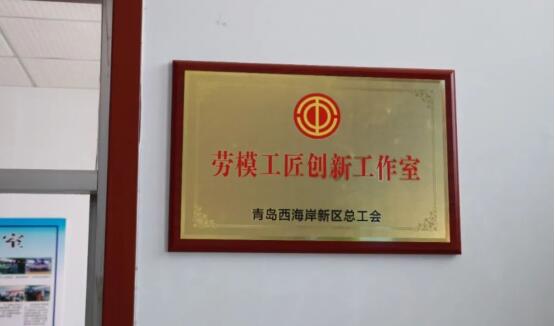 劳模工匠创新工作室
青岛西海岸新区总工会
室